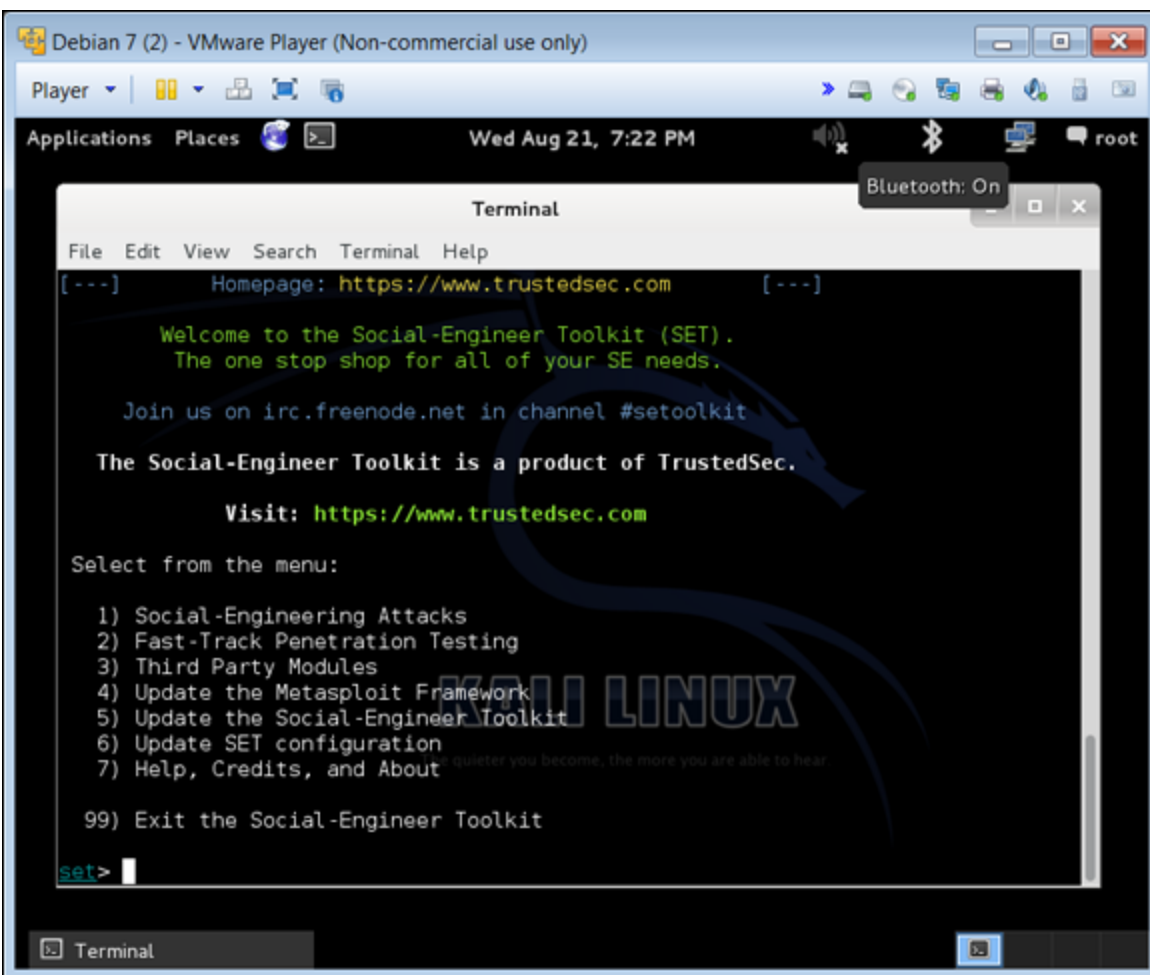 Debian 7 (2) - VMware Player (Non-commercial use only)
Player
Applications Places Wed Aug 21, 7:22 PM root
Bluetooth: On
Terminal
File Edit View Search Terminal Help
[---] Homepage: https://www.trustedsec.com [---]
Welcome to the Social-Engineer Toolkit (SET).
The one stop shop for all of your SE needs.
Join us on irc.freenode.net in channel #setoolkit
The Social-Engineer Toolkit is a product of TrustedSec.
Visit: https://www.trustedsec.com
Select from the menu:
1) Social-Engineering Attacks
2) Fast-Track Penetration Testing
3) Third Party Modules
4) Update the Metasploit Framework
5) Update the Social-Engineer Toolkit
6) Update SET configuration
7) Help, Credits, and About
KALI LINUX
The quieter you become, the more you are able to hear.
99) Exit the Social-Engineer Toolkit
set>
Terminal